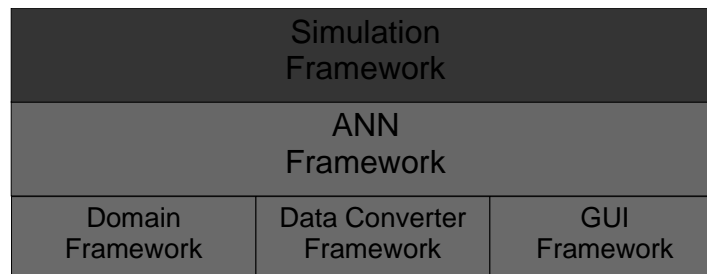 Simulation
Framework
ANN
Framework
Domain
Framework
Data Converter
Framework
GUI
Framework